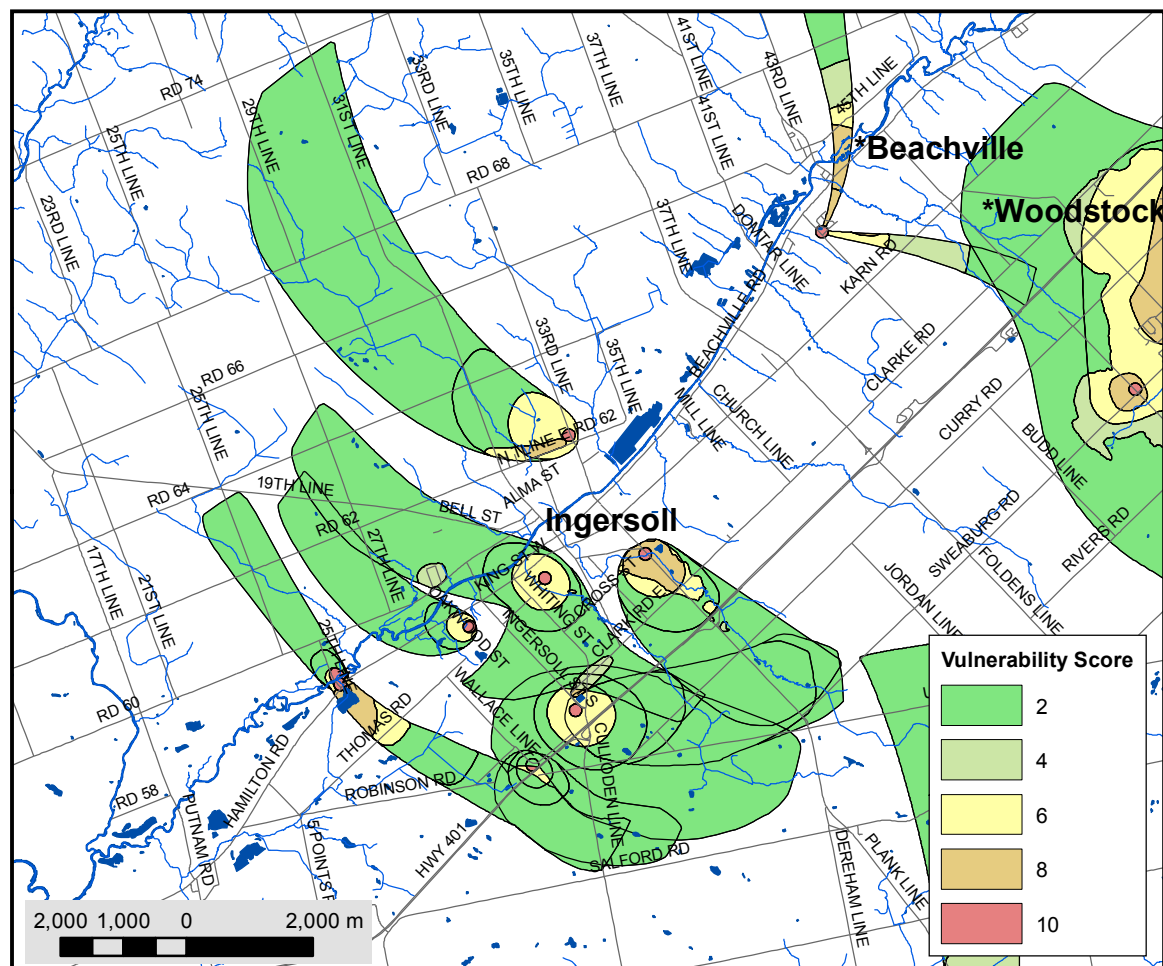 41ST LINE
37TH LINE
35TH LINE
33RD LINE
43RD LINE
45TH LINE
RD 74
31ST LINE
29TH LINE
25TH LINE
41ST LINE
*Beachville
RD 68
23RD LINE
37TH LINE
DOMTAR LINE
*Woodstock
KARN RD
BEACHVILLE RD
33RD LINE
35TH LINE
CLARKE RD
RD 66
25TH LINE
MILL LINE
CHURCH LINE
CURRY RD
N T LINE E RD 62
BUDD LINE
ALMA ST
RD 64
19TH LINE
BELL ST
Ingersoll
RD 62
27TH LINE
SWEABURG RD
RIVERS RD
FOLDENS LINE
JORDAN LINE
17TH LINE
21ST LINE
KING ST W
WHITING ST
CROSS ST
CLARK RD E
OAKWOOD ST
INGERSOLL ST S
25TH LINE
WALLACE LINE
RD 60
THOMAS RD
HAMILTON RD
CULLODEN LINE
ROBINSON RD
RD 58
PUTNAM RD
HWY 401
SALFORD RD
DEREHAM LINE
PLANK LINE
Vulnerability Score
2
4
6
8
10
2,000 1,000 0 2,000 m